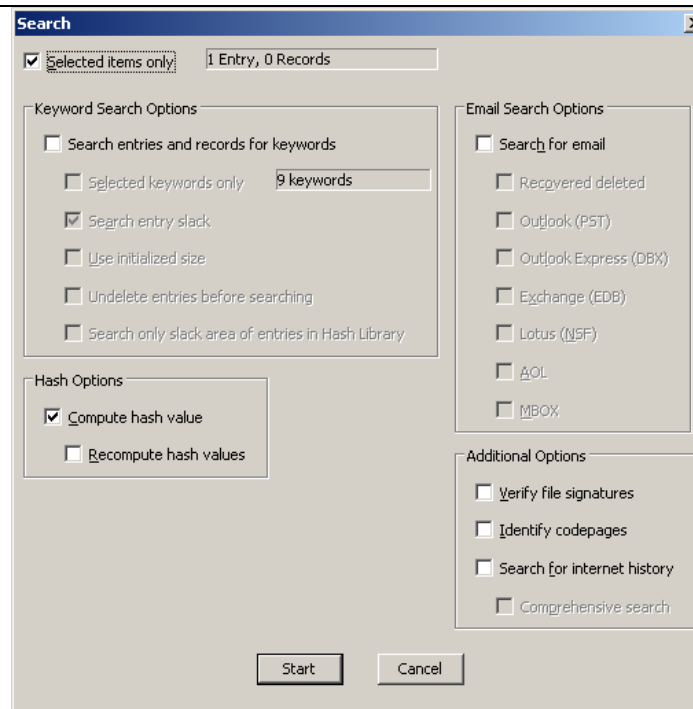 Search
Selected items only
1 Entry, 0 Records
Keyword Search Options
Search entries and records for keywords
Selected keywords only
9 keywords
Search entry slack
Use initialized size
Undelete entries before searching
Search only slack area of entries in Hash Library
Hash Options
Compute hash value
Recompute hash values
Email Search Options
Search for email
Recovered deleted
Outlook (PST)
Outlook Express (DBX)
Exchange (EDB)
Lotus (NSF)
AOL
MBOX
Additional Options
Verify file signatures
Identify codepages
Search for internet history
Comprehensive search
Start
Cancel